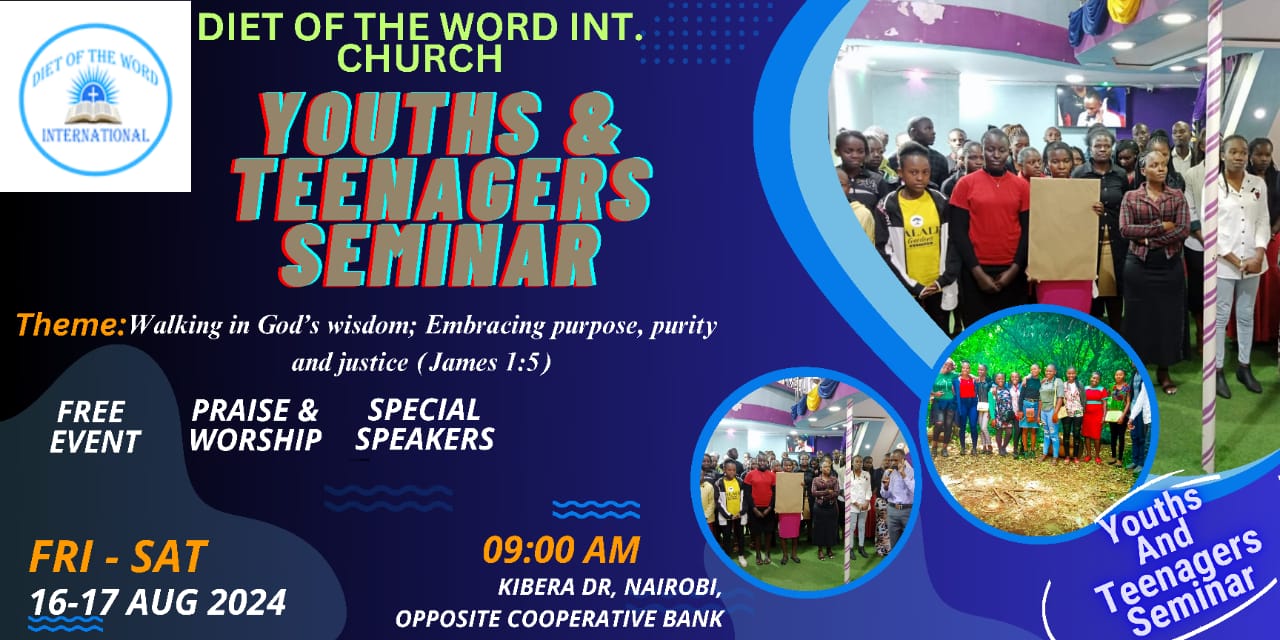 DIET OF THE WORD
INTERNATIONAL
DIET OF THE WORD INT.
CHURCH
YOUTHS &
TEENAGERS
SEMINAR
Theme:Walking in God's wisdom; Embracing purpose, purity
and justice (James 1:5)
FREE
EVENT
PRAISE &
WORSHIP
SPECIAL
SPEAKERS
FRI - SAT
16-17 AUG 2024
09:00 AM
KIBERA DR, NAIROBI,
OPPOSITE COOPERATIVE BANK
Youths
And
Teenagers
Seminar